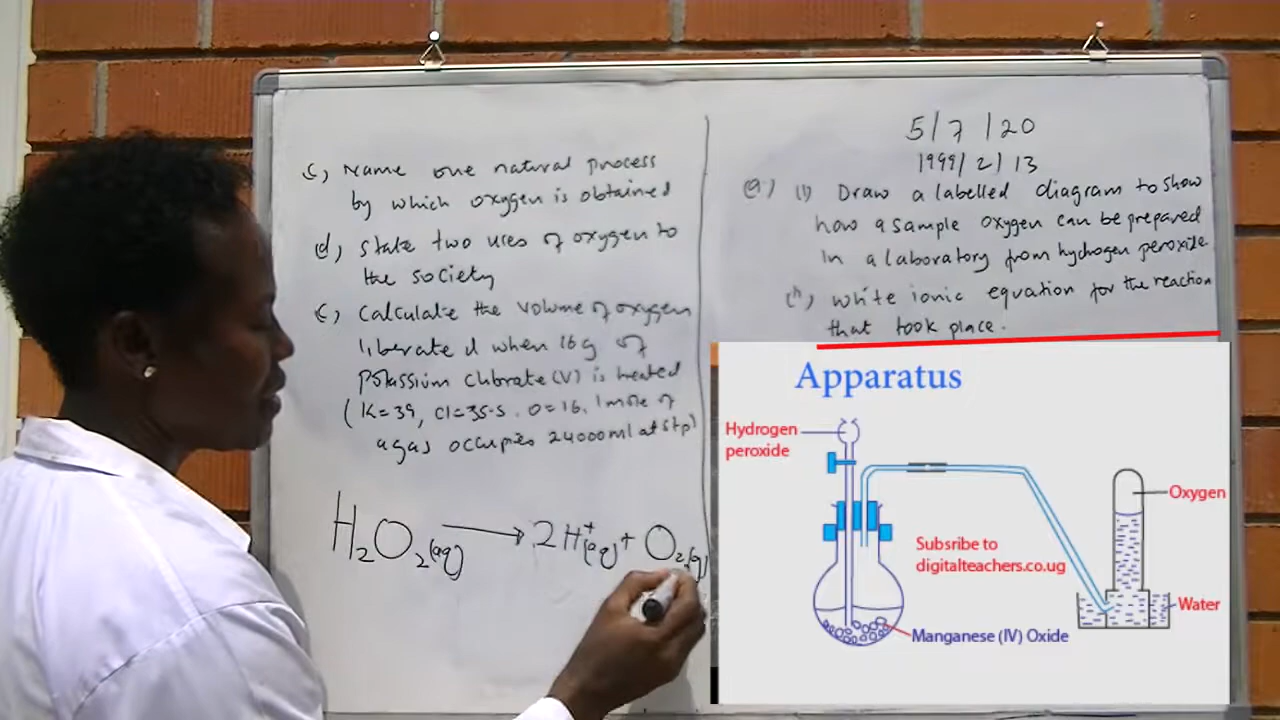 c) Name one natural process
by which oxygen is obtained
(d) State two uses of oxygen to
the society
(e) Calculate the volume of oxygen
liberated when 16g of
potassium chlorate (V) is heated
(K=39, Cl=35.5, O=16, 1 mole of
a gas occupies 24000ml at stp)
H₂O₂(aq) → 2H⁺(aq) + O₂(g)
5/7/20
1999/2/13
(a) (i) Draw a labelled diagram to show
how a sample oxygen can be prepared
in a laboratory from hydrogen peroxide
(ii) write ionic equation for the reaction
that took place.
Apparatus
Hydrogen
peroxide
Oxygen
Subsribe to
digitalteachers.co.ug
Water
Manganese (IV) Oxide